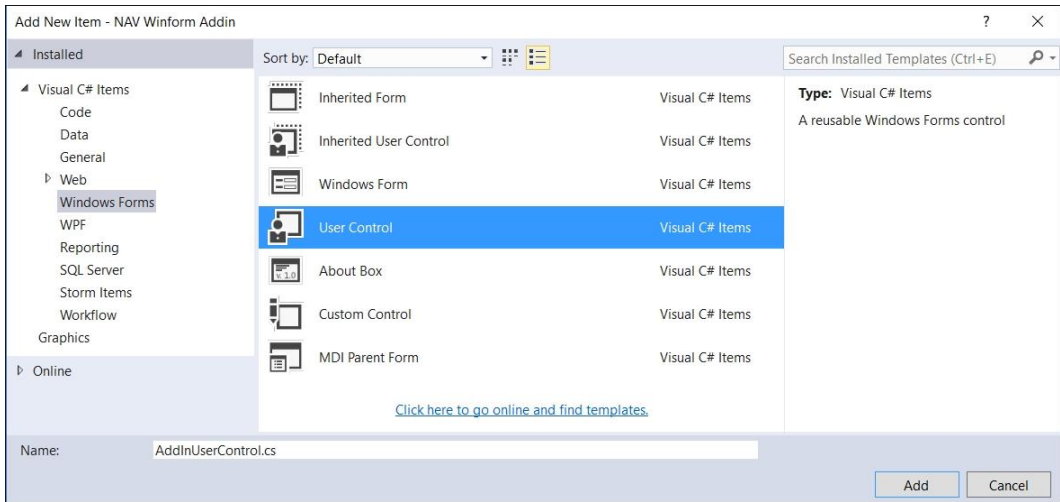 Add New Item - NAV Winform Addin
?
Installed
Sort by: Default
Search Installed Templates (Ctrl+E)
Visual C# Items
Code
Data
General
Web
Windows Forms
WPF
Reporting
SQL Server
Storm Items
Workflow
Graphics
Online
Inherited Form Visual C# Items
Inherited User Control Visual C# Items
Windows Form Visual C# Items
User Control Visual C# Items
v. 1.0 About Box Visual C# Items
Custom Control Visual C# Items
MDI Parent Form Visual C# Items
Click here to go online and find templates.
Type: Visual C# Items
A reusable Windows Forms control
Name: AddInUserControl.cs
Add Cancel